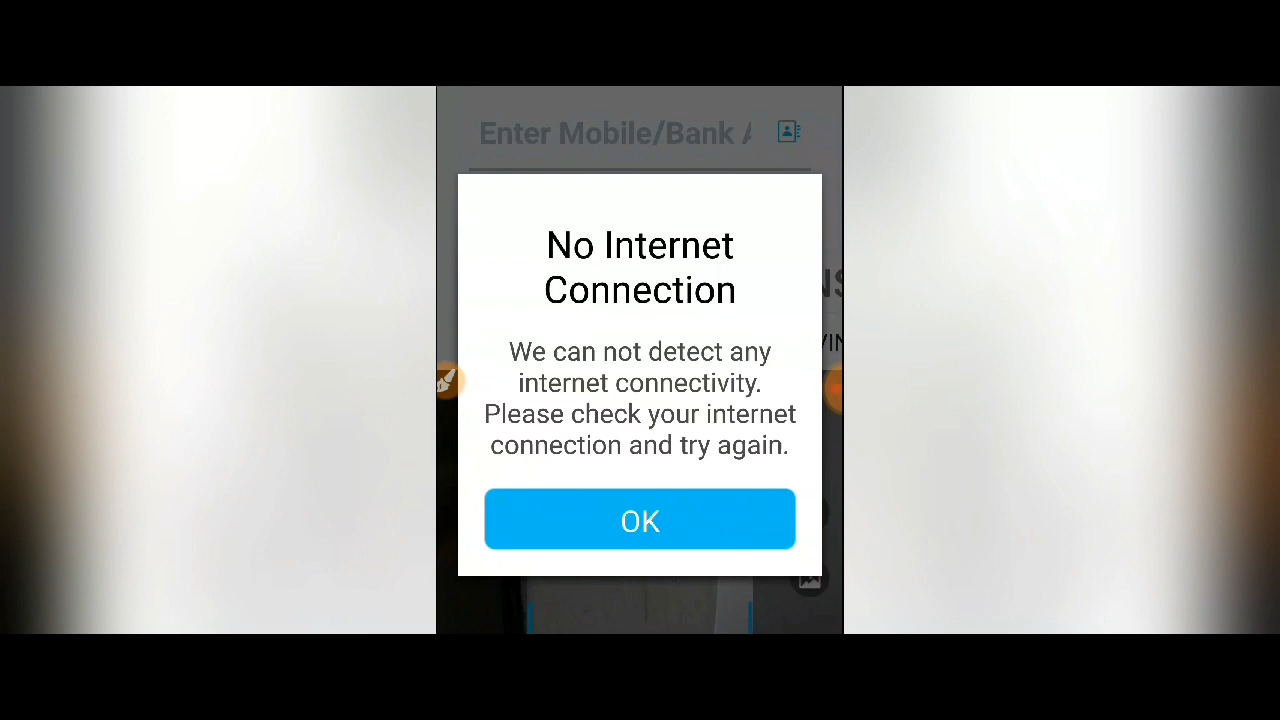 Enter Mobile/Bank A
No Internet
Connection
We can not detect any
internet connectivity.
Please check your internet
connection and try again.
OK